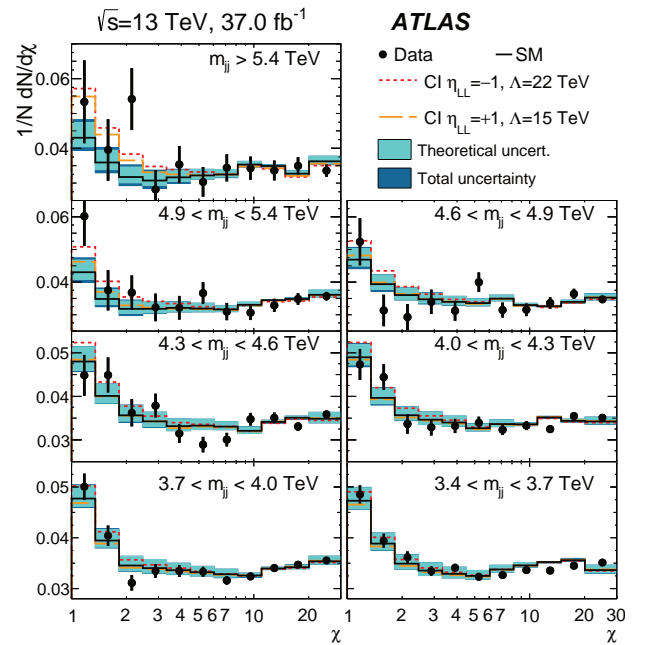 √s=13 TeV, 37.0 fb⁻¹
ATLAS
1/N dN/dχ
Data
SM
CI η_LL=−1, Λ=22 TeV
CI η_LL=+1, Λ=15 TeV
Theoretical uncert.
Total uncertainty
m_jj > 5.4 TeV
0.06
0.04
4.9 < m_jj < 5.4 TeV
0.06
0.04
4.6 < m_jj < 4.9 TeV
4.3 < m_jj < 4.6 TeV
0.05
0.03
4.0 < m_jj < 4.3 TeV
3.7 < m_jj < 4.0 TeV
0.05
0.04
0.03
3.4 < m_jj < 3.7 TeV
1 2 3 4 5 6 7 10 20
χ
1 2 3 4 5 6 7 10 20 30
χ